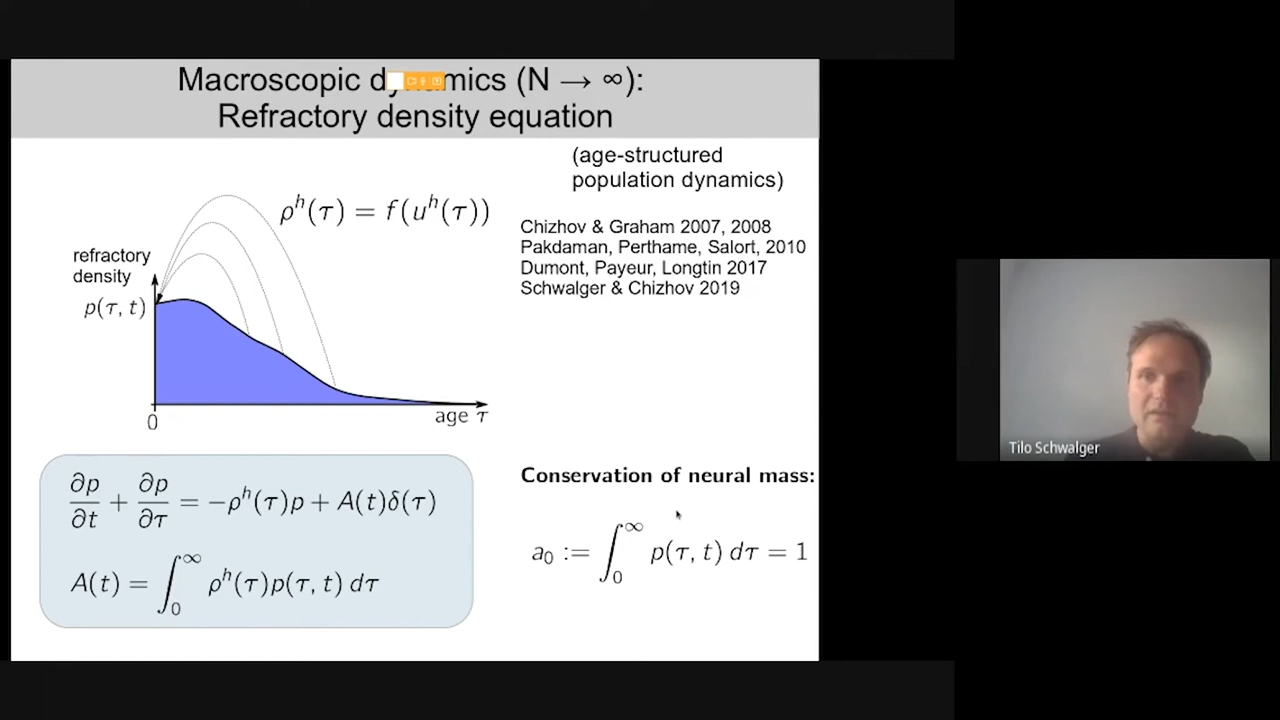 Macroscopic dynamics (N → ∞):
Refractory density equation
(age-structured
population dynamics)
ρ^h(τ) = f(u^h(τ))
Chizhov & Graham 2007, 2008
Pakdaman, Perthame, Salort, 2010
Dumont, Payeur, Longtin 2017
Schwalger & Chizhov 2019
refractory
density
p(τ, t)
0
age τ
∂p/∂t + ∂p/∂τ = −ρ^h(τ)p + A(t)δ(τ)
A(t) = ∫_0^∞ ρ^h(τ)p(τ, t) dτ
Conservation of neural mass:
a_0 := ∫_0^∞ p(τ, t) dτ = 1
Tilo Schwalger